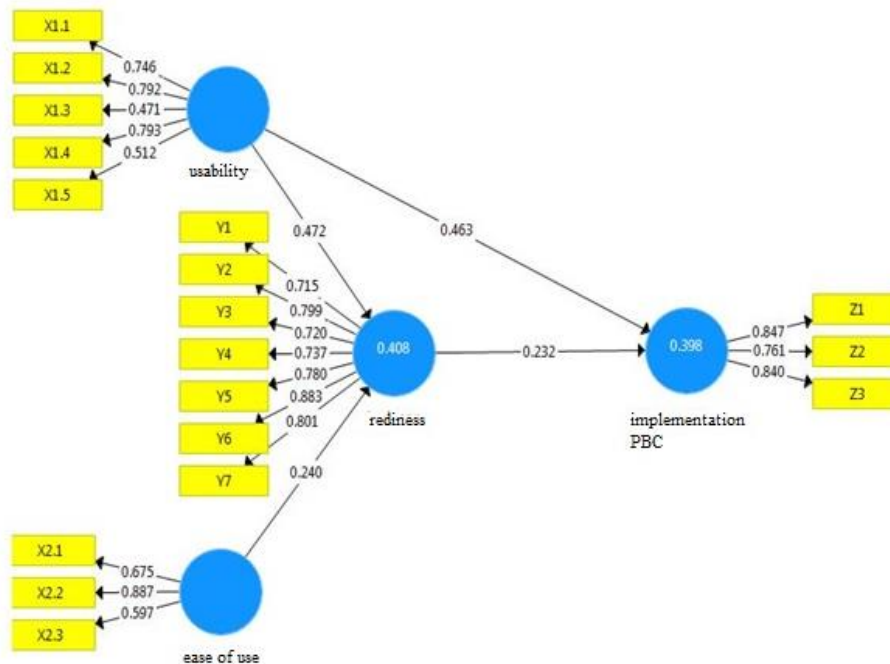 X1.1
X1.2
X1.3
X1.4
X1.5
0.746
0.792
0.471
0.793
0.512
usability
0.472
0.463
Y1
Y2
Y3
Y4
Y5
Y6
Y7
0.715
0.799
0.720
0.737
0.780
0.883
0.801
0.408
rediness
0.232
0.398
implementation
PBC
0.847
0.761
0.840
Z1
Z2
Z3
0.240
X2.1
X2.2
X2.3
0.675
0.887
0.597
ease of use